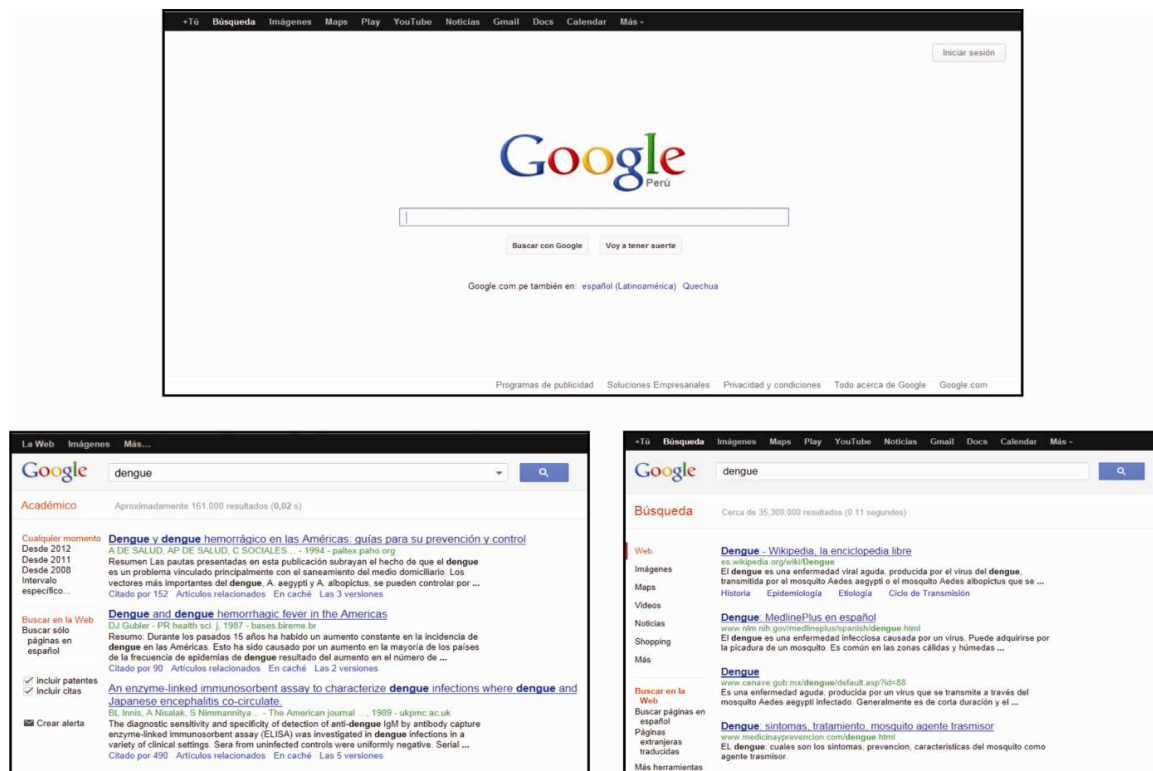 +Tú Búsqueda Imágenes Maps Play YouTube Noticias Gmail Docs Calendar Más
Iniciar sesión
Google
Perú
Buscar con Google Voy a tener suerte
Google.com.pe también en: español (Latinoamérica) Quechua
Programas de publicidad Soluciones Empresariales Privacidad y condiciones Todo acerca de Google Google.com
La Web Imágenes Más...
Google dengue
Académico Aproximadamente 161.000 resultados (0,02 s)
Cualquier momento
Desde 2012
Desde 2011
Desde 2008
Intervalo
específico...
Buscar en la Web
Buscar sólo
páginas en
español
incluir patentes
incluir citas
Crear alerta
Dengue y dengue hemorrágico en las Américas: guías para su prevención y control
A DE SALUD, AP DE SALUD, C SOCIALES... - 1994 - paltex.paho.org
Resumen Las pautas presentadas en esta publicación subrayan el hecho de que el dengue
es un problema vinculado principalmente con el saneamiento del medio domiciliario. Los
vectores más importantes del dengue, A. aegypti y A. albopictus, se pueden controlar por ...
Citado por 152 Artículos relacionados En caché Las 3 versiones
Dengue and dengue hemorrhagic fever in the Americas
DJ Gubler - PR health sci. j, 1987 - bases.bireme.br
Resumo: Durante los pasados 15 años ha habido un aumento constante en la incidencia de
dengue en las Américas. Esto ha sido causado por un aumento en la mayoría de los países
de la frecuencia de epidemias de dengue resultado del aumento en el número de ...
Citado por 90 Artículos relacionados En caché Las 2 versiones
An enzyme-linked immunosorbent assay to characterize dengue infections where dengue and
Japanese encephalitis co-circulate.
BL Innis, A Nisalak, S Nimmannitya... - The American journal ..., 1989 - ukpmc.ac.uk
The diagnostic sensitivity and specificity of detection of anti-dengue IgM by antibody capture
enzyme-linked immunosorbent assay (ELISA) was investigated in dengue infections in a
variety of clinical settings. Sera from uninfected controls were uniformly negative. Serial ...
Citado por 490 Artículos relacionados En caché Las 5 versiones
+Tú Búsqueda Imágenes Maps Play YouTube Noticias Gmail Docs Calendar Más
Google dengue
Búsqueda Cerca de 35,300,000 resultados (0.11 segundos)
Web
Imágenes
Maps
Videos
Noticias
Shopping
Más
Buscar en la
Web
Buscar páginas en
español
Páginas
extranjeras
traducidas
Más herramientas
Dengue - Wikipedia, la enciclopedia libre
es.wikipedia.org/wiki/Dengue
El dengue es una enfermedad viral aguda, producida por el virus del dengue,
transmitida por el mosquito Aedes aegypti o el mosquito Aedes albopictus que se ...
Historia Epidemiología Etiología Ciclo de Transmisión
Dengue: MedlinePlus en español
www.nlm.nih.gov/medlineplus/spanish/dengue.html
El dengue es una enfermedad infecciosa causada por un virus. Puede adquirirse por
la picadura de un mosquito. Es común en las zonas cálidas y húmedas ...
Dengue
www.cenave.gob.mx/dengue/default.asp?id=88
Es una enfermedad aguda, producida por un virus que se transmite a través del
mosquito Aedes aegypti infectado. Generalmente es de corta duración y el ...
Dengue: sintomas, tratamiento, mosquito agente trasmisor
www.medicinayprevencion.com/dengue.html
EL dengue: cuales son los sintomas, prevencion, caracteristicas del mosquito como
agente trasmisor.